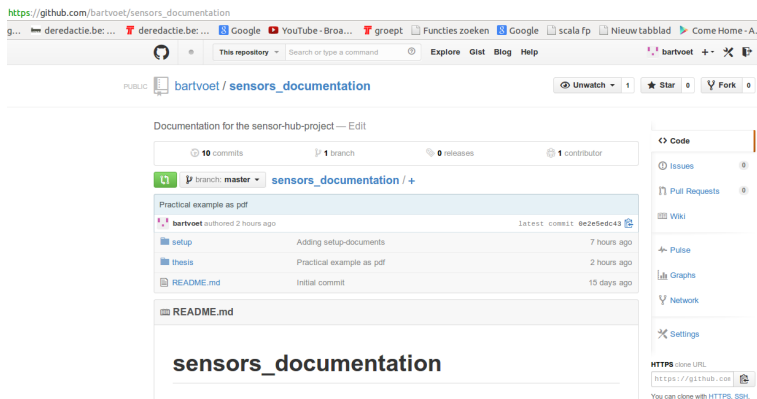 https://github.com/bartvoet/sensors_documentation
g... deredactie.be: ... deredactie.be: ... Google YouTube - Broa... groept Functies zoeken Google scala fp Nieuw tabblad Come Home - A.
This repository Search or type a command Explore Gist Blog Help bartvoet
PUBLIC bartvoet / sensors_documentation Unwatch 1 Star 0 Fork 0
Documentation for the sensor-hub-project — Edit
10 commits 1 branch 0 releases 1 contributor
branch: master sensors_documentation / +
Practical example as pdf
bartvoet authored 2 hours ago latest commit 0e2e5edc43
setup Adding setup-documents 7 hours ago
thesis Practical example as pdf 2 hours ago
README.md Initial commit 15 days ago
README.md
sensors_documentation
Code
Issues 0
Pull Requests 0
Wiki
Pulse
Graphs
Network
Settings
HTTPS clone URL
https://github.com
You can clone with HTTPS, SSH,